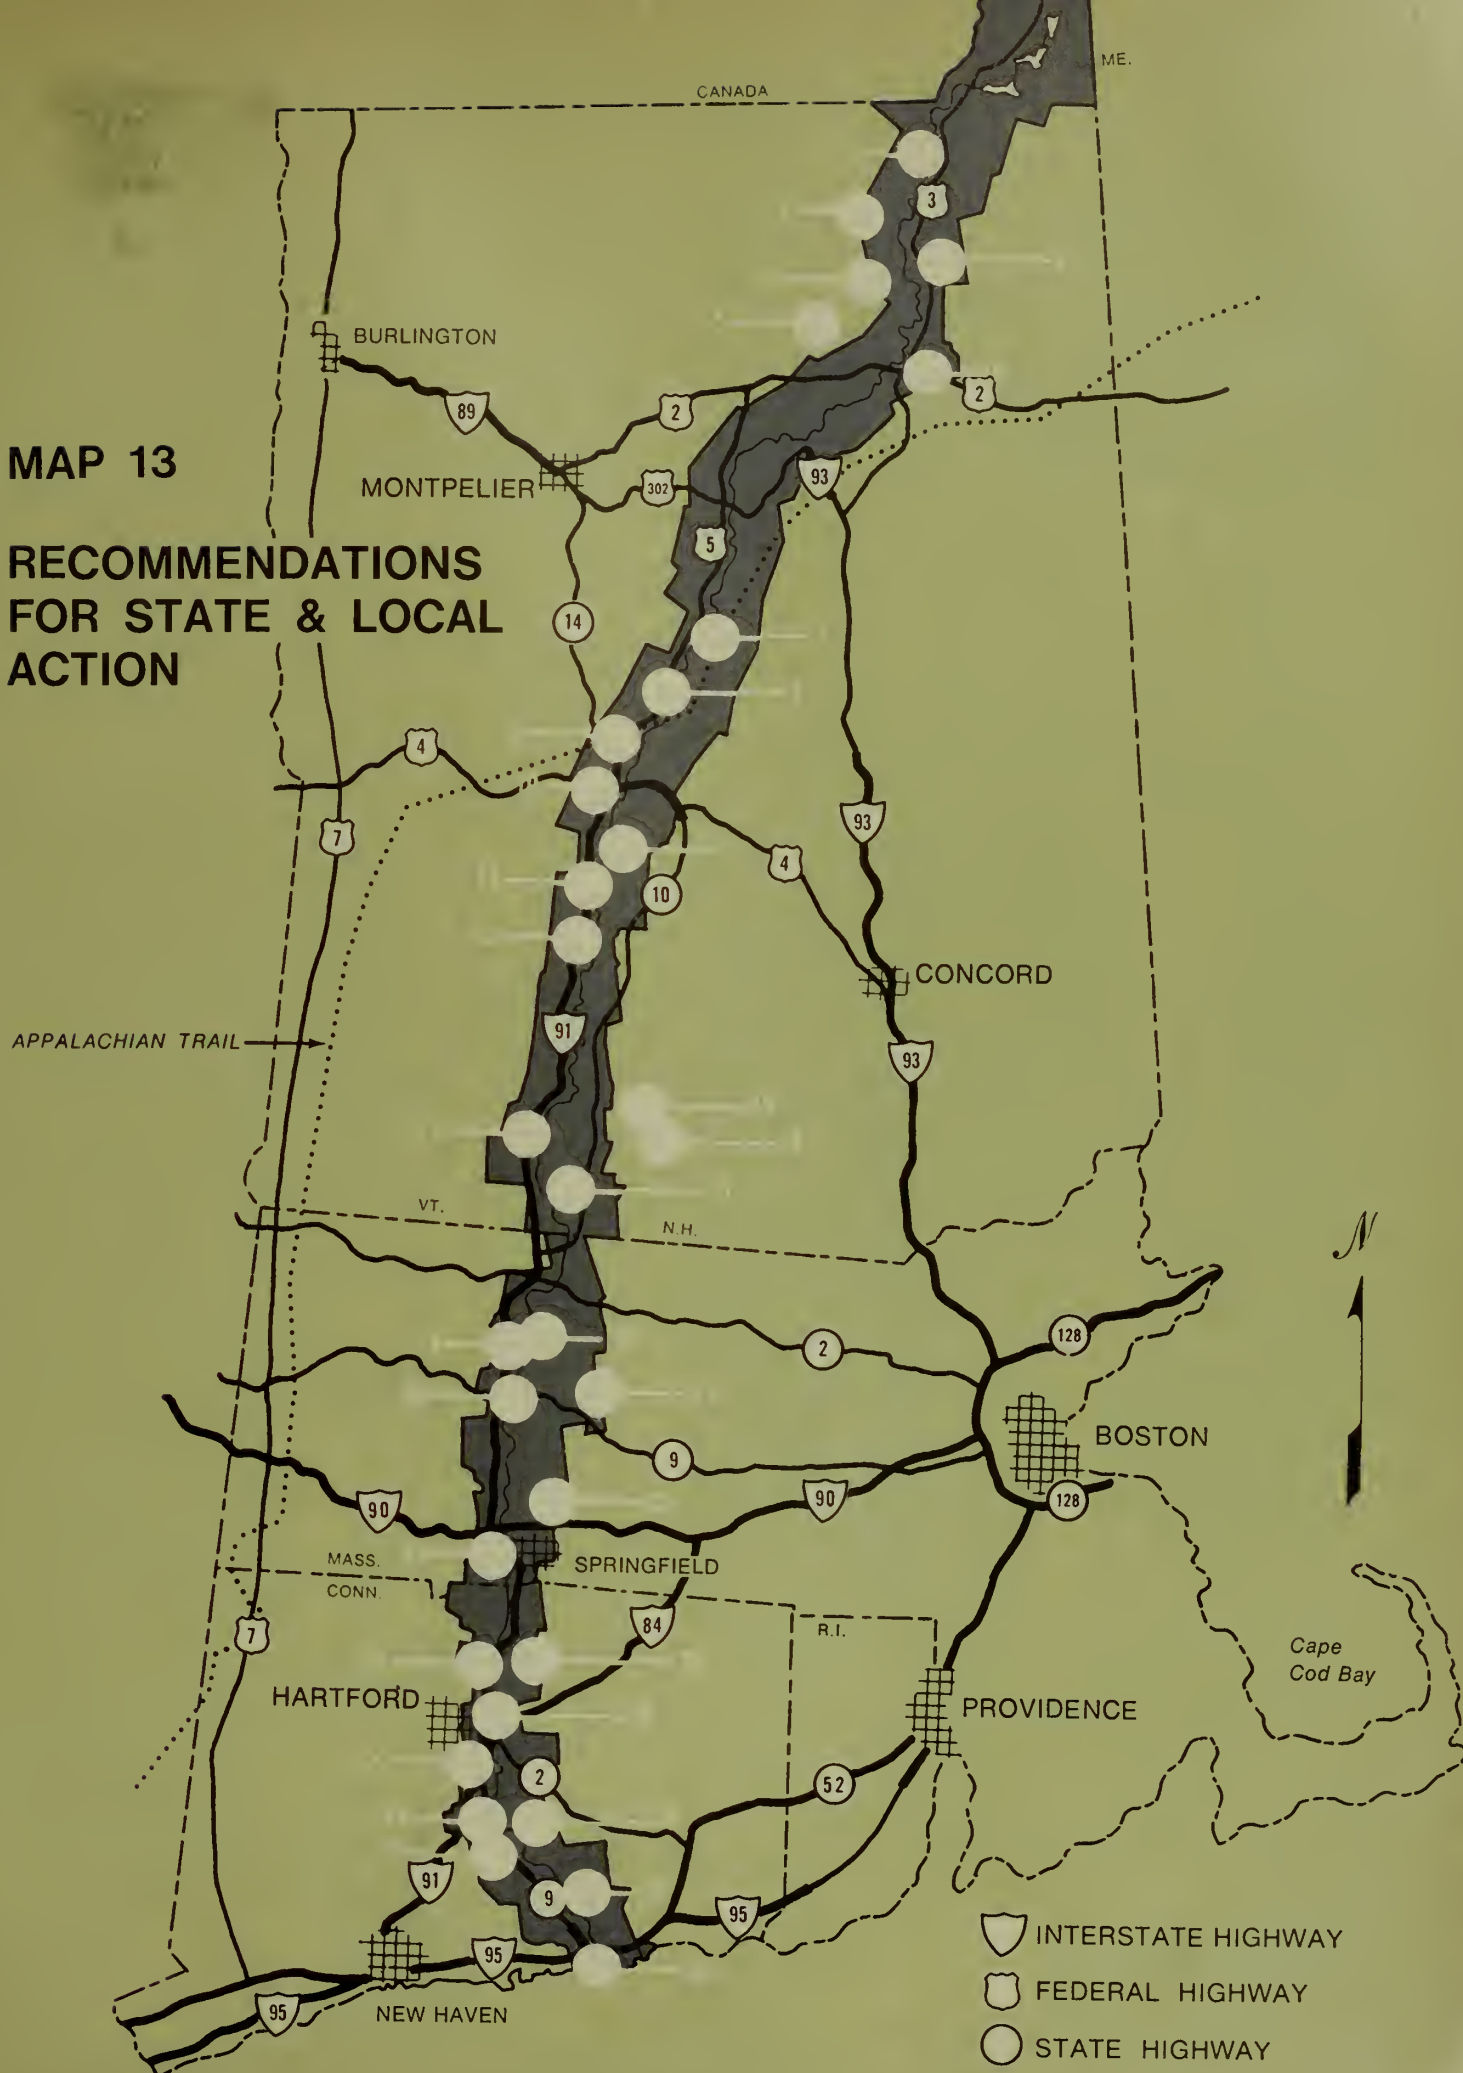 CANADA
ME.
3
BURLINGTON
2
2
89
MAP 13
93
MONTPELIER
302
5
RECOMMENDATIONS
FOR STATE & LOCAL
ACTION
14
4
7
93
4
10
CONCORD
91
APPALACHIAN TRAIL
93
VT.
N.H.
N
128
2
BOSTON
9
90
90
128
MASS.
SPRINGFIELD
CONN.
84
R.I.
7
Cape
Cod Bay
HARTFORD
PROVIDENCE
2
52
91
9
95
INTERSTATE HIGHWAY
95
FEDERAL HIGHWAY
95
NEW HAVEN
STATE HIGHWAY